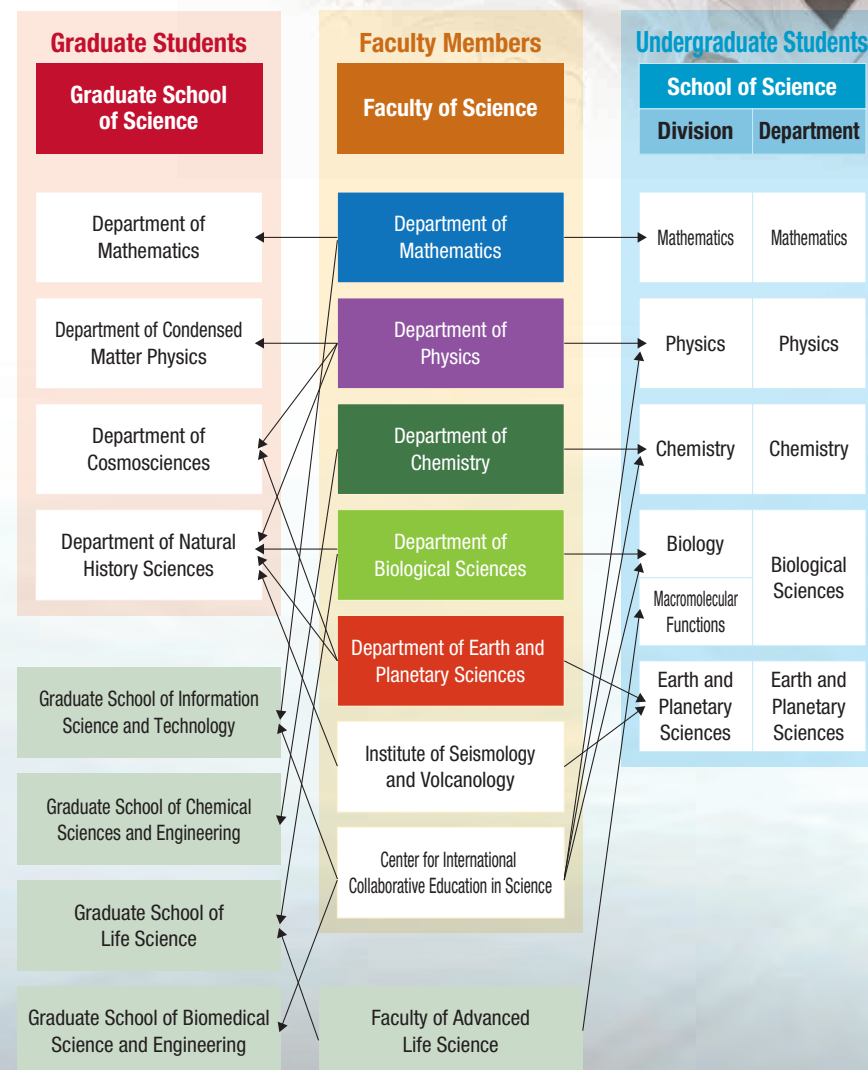 Graduate Students
Graduate School
of Science
Department of
Mathematics
Department of Condensed
Matter Physics
Department of
Cosmosciences
Department of Natural
History Sciences
Graduate School of Information
Science and Technology
Graduate School of Chemical
Sciences and Engineering
Graduate School of
Life Science
Graduate School of Biomedical
Science and Engineering
Faculty Members
Faculty of Science
Department of
Mathematics
Department of
Physics
Department of
Chemistry
Department of
Biological Sciences
Department of Earth and
Planetary Sciences
Institute of Seismology
and Volcanology
Center for International
Collaborative Education in Science
Faculty of Advanced
Life Science
Undergraduate Students
School of Science
Division
Department
Mathematics
Mathematics
Physics
Physics
Chemistry
Chemistry
Biology
Macromolecular
Functions
Biological
Sciences
Earth and
Planetary
Sciences
Earth and
Planetary
Sciences